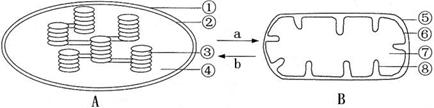 ①
②
③
④
A
a
b
⑤
⑥
⑦
⑧
B